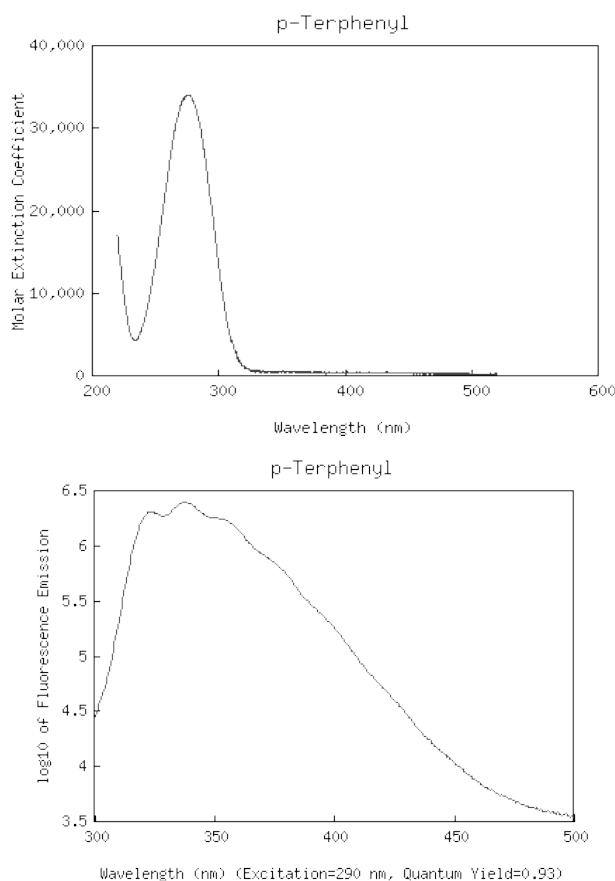 p-Terphenyl
40,000
30,000
20,000
10,000
0
Molar Extinction Coefficient
200 300 400 500 600
Wavelength (nm)
p-Terphenyl
6.5
6
5.5
5
4.5
4
3.5
log10 of Fluorescence Emission
300 350 400 450 500
Wavelength (nm) (Excitation=290 nm, Quantum Yield=0.93)